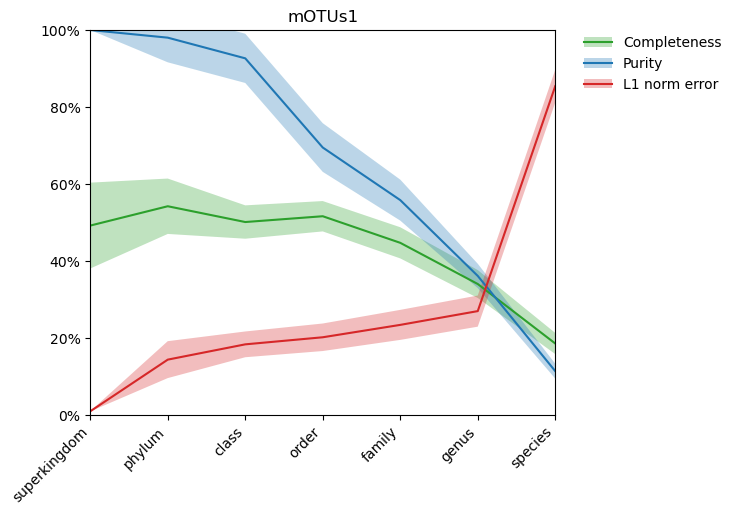 mOTUs1
100%
80%
60%
40%
20%
0%
superkingdom
phylum
class
order
family
genus
species
Completeness
Purity
L1 norm error